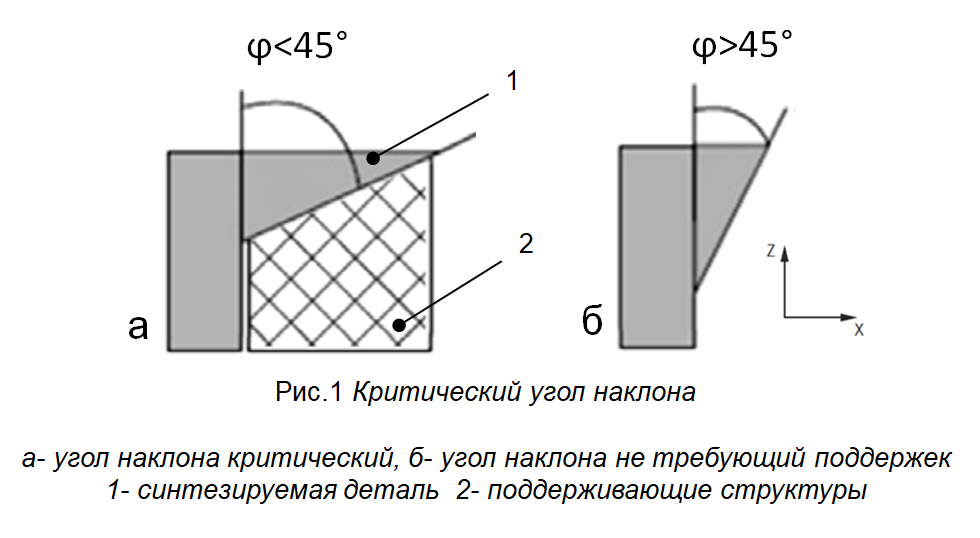 φ<45°
φ>45°
1
2
z
x
а
б
Рис.1 Критический угол наклона
а- угол наклона критический, б- угол наклона не требующий поддержек
1- синтезируемая деталь 2- поддерживающие структуры